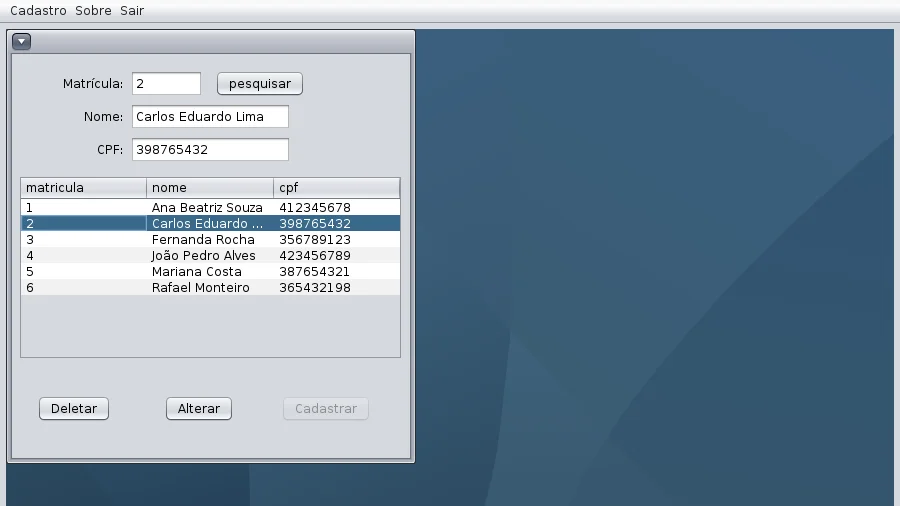 Cadastro Sobre Sair
Matrícula: 2 pesquisar
Nome: Carlos Eduardo Lima
CPF: 398765432
matricula nome cpf
1 Ana Beatriz Souza 412345678
2 Carlos Eduardo ... 398765432
3 Fernanda Rocha 356789123
4 João Pedro Alves 423456789
5 Mariana Costa 387654321
6 Rafael Monteiro 365432198
Deletar Alterar Cadastrar